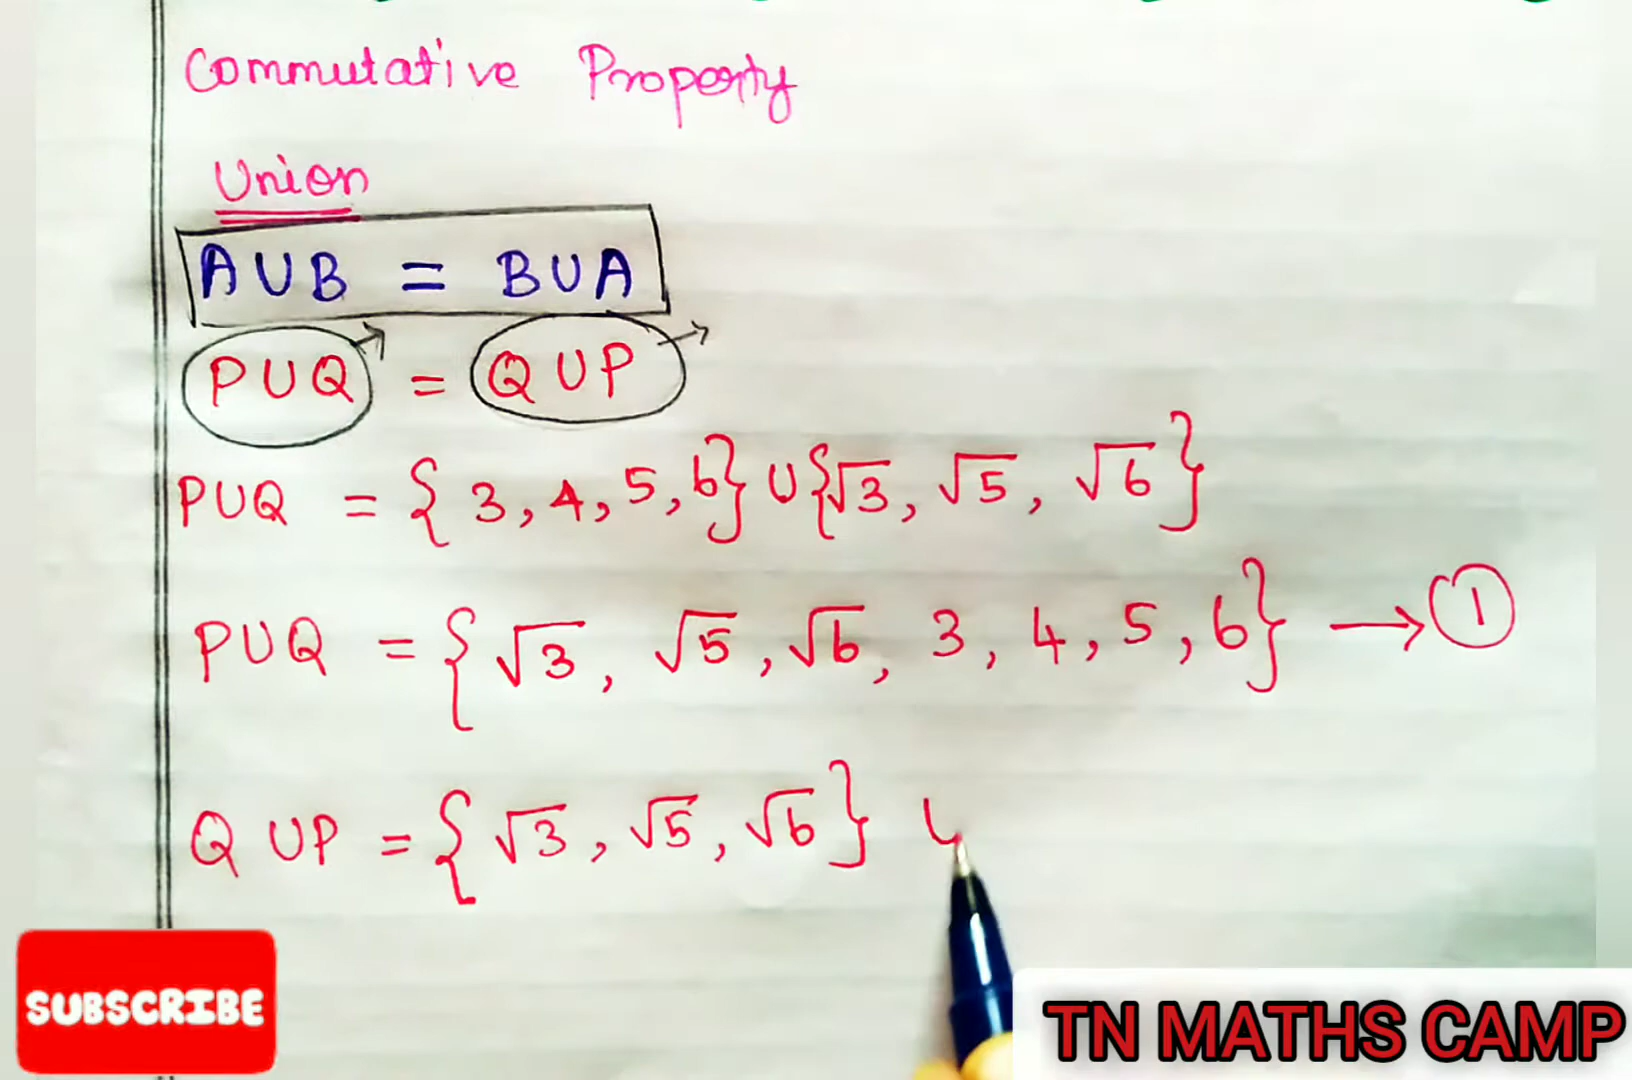 Commutative Property
Union
A∪B = B∪A
P∪Q = Q∪P
P∪Q = { 3, 4, 5, 6} ∪ {√3, √5, √6 }
P∪Q = { √3, √5, √6, 3, 4, 5, 6} → ①
Q∪P = { √3, √5, √6 }
SUBSCRIBE
TN MATHS CAMP